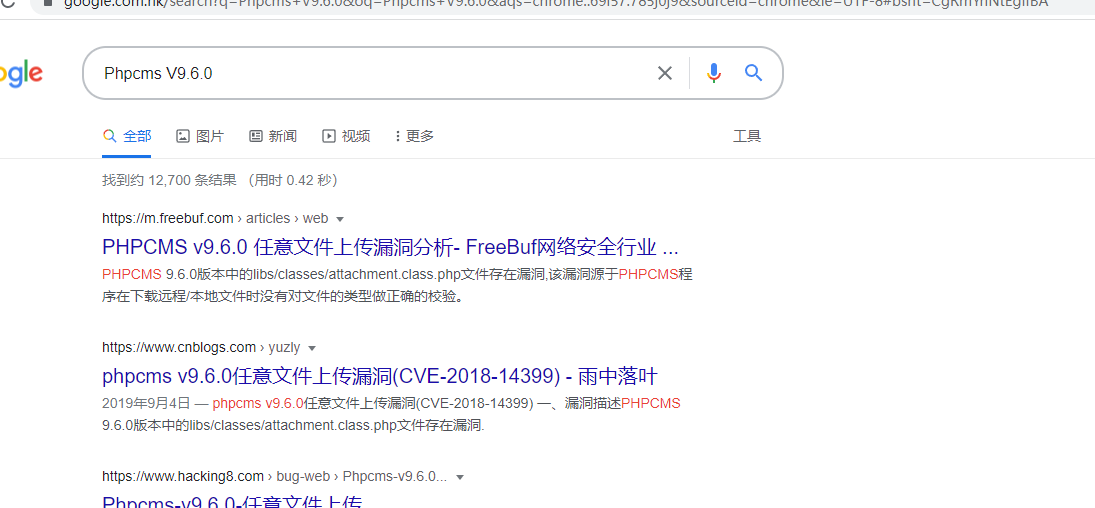 google.com.hk/search?q=Phpcms+V9.6.0&oq=Phpcms+V9.6.0&aqs=chrome..69i57.785j0j9&sourceid=chrome&ie=UTF-8#bsht=CgRmYnNtEgIIBA
ogle
Phpcms V9.6.0
全部 图片 新闻 视频 更多 工具
找到约 12,700 条结果 （用时 0.42 秒）
https://m.freebuf.com › articles › web
PHPCMS v9.6.0 任意文件上传漏洞分析- FreeBuf网络安全行业 ...
PHPCMS 9.6.0版本中的libs/classes/attachment.class.php文件存在漏洞,该漏洞源于PHPCMS程
序在下载远程/本地文件时没有对文件的类型做正确的校验。
https://www.cnblogs.com › yuzly
phpcms v9.6.0任意文件上传漏洞(CVE-2018-14399) - 雨中落叶
2019年9月4日 — phpcms v9.6.0任意文件上传漏洞(CVE-2018-14399) 一、漏洞描述PHPCMS
9.6.0版本中的libs/classes/attachment.class.php文件存在漏洞.
https://www.hacking8.com › bug-web › Phpcms-v9.6.0...
Phpcms-v9.6.0-任意文件上传